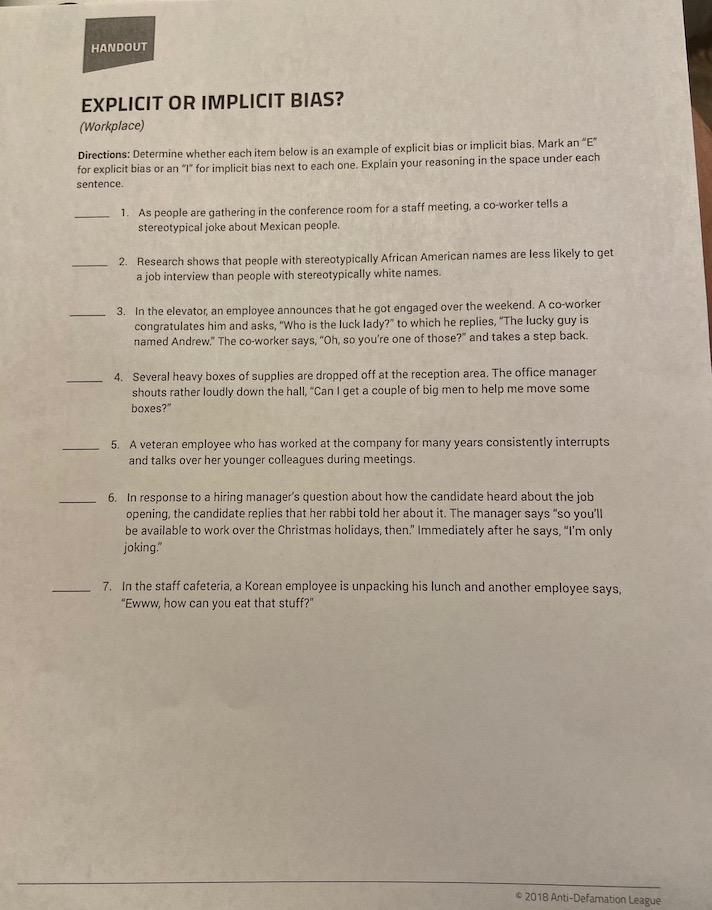 HANDOUT
EXPLICIT OR IMPLICIT BIAS?
(Workplace)
Directions: Determine whether each item below is an example of explicit bias or implicit bias. Mark an "E"
for explicit bias or an "I" for implicit bias next to each one. Explain your reasoning in the space under each
sentence.
1. As people are gathering in the conference room for a staff meeting, a co-worker tells a
stereotypical joke about Mexican people.
2. Research shows that people with stereotypically African American names are less likely to get
a job interview than people with stereotypically white names.
3. In the elevator, an employee announces that he got engaged over the weekend. A co-worker
congratulates him and asks, "Who is the luck lady?" to which he replies, "The lucky guy is
named Andrew." The co-worker says, "Oh, so you're one of those?" and takes a step back.
4. Several heavy boxes of supplies are dropped off at the reception area. The office manager
shouts rather loudly down the hall, "Can I get a couple of big men to help me move some
boxes?"
5. A veteran employee who has worked at the company for many years consistently interrupts
and talks over her younger colleagues during meetings.
6. In response to a hiring manager's question about how the candidate heard about the job
opening, the candidate replies that her rabbi told her about it. The manager says "so you'll
be available to work over the Christmas holidays, then." Immediately after he says, "I'm only
joking."
7. In the staff cafeteria, a Korean employee is unpacking his lunch and another employee says,
"Ewww, how can you eat that stuff?"
© 2018 Anti-Defamation League